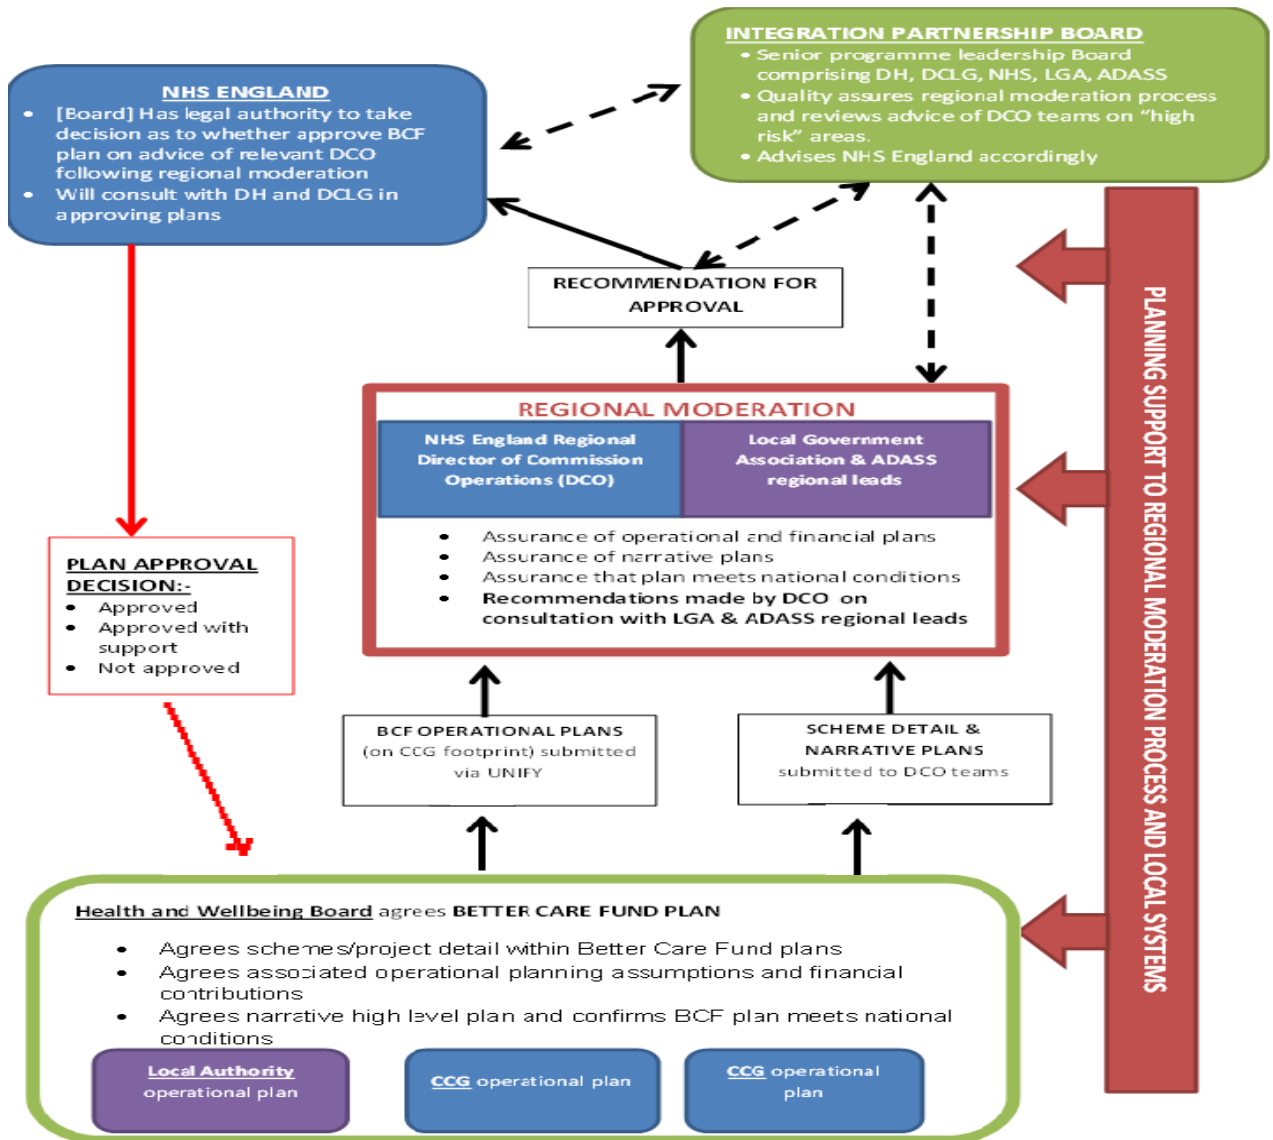 INTEGRATION PARTNERSHIP BOARD
• Senior programme leadership Board
comprising DH, DCLG, NHS, LGA, ADASS
• Quality assures regional moderation process
and reviews advice of DCO teams on “high
risk” areas.
• Advises NHS England accordingly
NHS ENGLAND
• [Board] Has legal authority to take
decision as to whether approve BCF
plan on advice of relevant DCO
following regional moderation
• Will consult with DH and DCLG in
approving plans
RECOMMENDATION FOR
APPROVAL
REGIONAL MODERATION
NHS England Regional
Director of Commission
Operations (DCO)
Local Government
Association & ADASS
regional leads
• Assurance of operational and financial plans
• Assurance of narrative plans
• Assurance that plan meets national conditions
• Recommendations made by DCO on
consultation with LGA & ADASS regional leads
PLAN APPROVAL
DECISION:-
• Approved
• Approved with
support
• Not approved
BCF OPERATIONAL PLANS
(on CCG footprint) submitted
via UNIFY
SCHEME DETAIL &
NARRATIVE PLANS
submitted to DCO teams
Health and Wellbeing Board agrees BETTER CARE FUND PLAN
• Agrees schemes/project detail within Better Care Fund plans
• Agrees associated operational planning assumptions and financial
contributions
• Agrees narrative high level plan and confirms BCF plan meets national
conditions
Local Authority
operational plan
CCG operational plan
CCG operational
plan
PLANNING SUPPORT TO REGIONAL MODERATION PROCESS AND LOCAL SYSTEMS